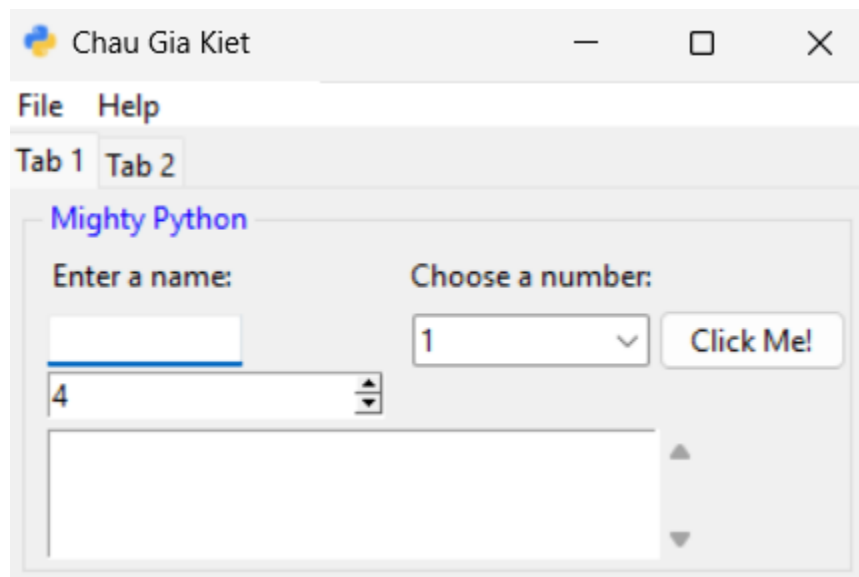 Chau Gia Kiet
File Help
Tab 1 Tab 2
Mighty Python
Enter a name: Choose a number:
1 Click Me!
4